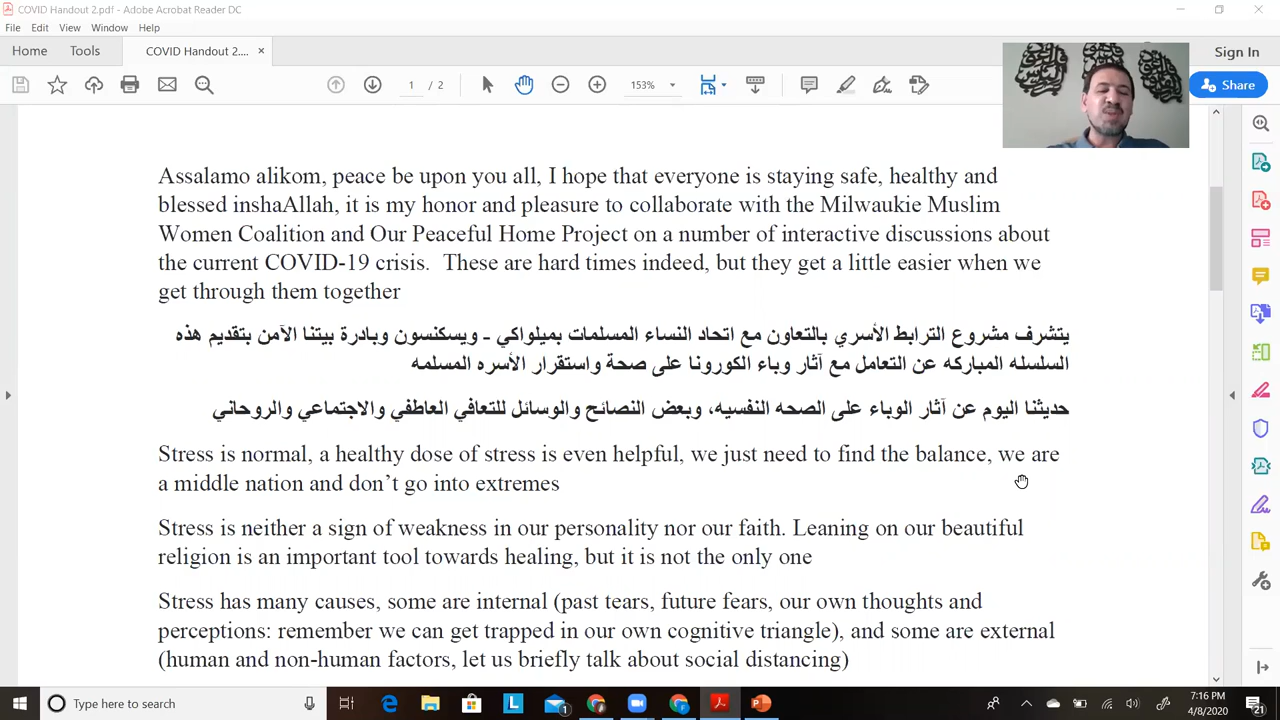 COVID Handout 2.pdf - Adobe Acrobat Reader DC
File Edit View Window Help
Home Tools COVID Handout 2.... × Sign In
1 / 2 153% Share
Assalamo alikom, peace be upon you all, I hope that everyone is staying safe, healthy and
blessed inshaAllah, it is my honor and pleasure to collaborate with the Milwaukie Muslim
Women Coalition and Our Peaceful Home Project on a number of interactive discussions about
the current COVID-19 crisis. These are hard times indeed, but they get a little easier when we
get through them together
يتشرف مشروع الترابط الأسري بالتعاون مع اتحاد النساء المسلمات بميلواكي - ويسكنسون وبادرة بيتنا الآمن بتقديم هذه
السلسله المباركه عن التعامل مع آثار وباء الكورونا على صحة واستقرار الأسره المسلمه
حديثنا اليوم عن آثار الوباء على الصحه النفسيه، وبعض النصائح والوسائل للتعافي العاطفي والاجتماعي والروحاني
Stress is normal, a healthy dose of stress is even helpful, we just need to find the balance, we are
a middle nation and don't go into extremes
Stress is neither a sign of weakness in our personality nor our faith. Leaning on our beautiful
religion is an important tool towards healing, but it is not the only one
Stress has many causes, some are internal (past tears, future fears, our own thoughts and
perceptions: remember we can get trapped in our own cognitive triangle), and some are external
(human and non-human factors, let us briefly talk about social distancing)
Type here to search
7:16 PM
4/8/2020
21